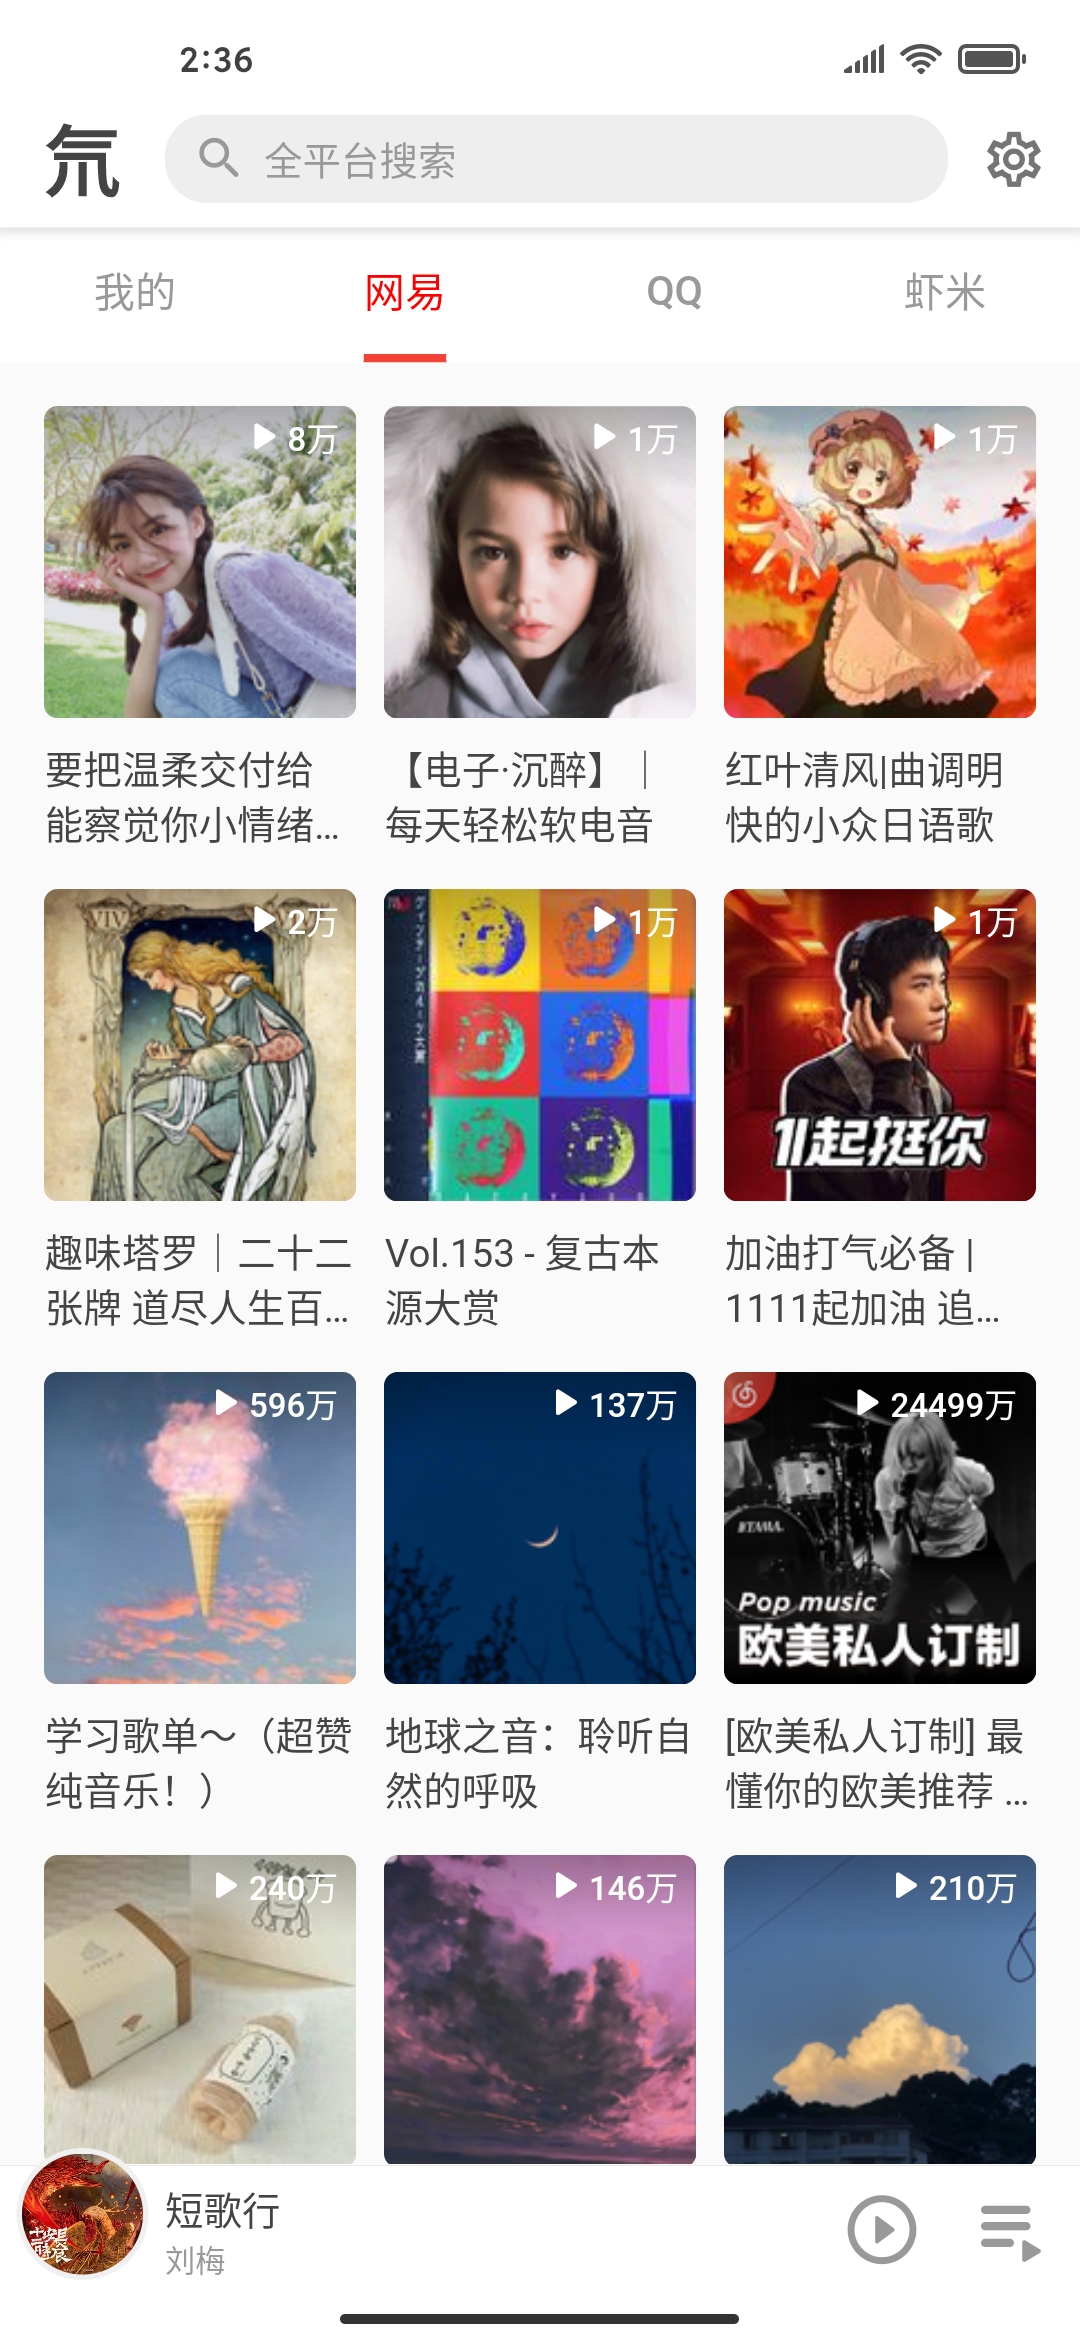 2:36
氘
全平台搜索
我的
网易
QQ
虾米
8万
1万
1万
要把温柔交付给
能察觉你小情绪...
【电子·沉醉】｜
每天轻松软电音
红叶清风|曲调明
快的小众日语歌
VIV
2万
1万
1万
11起挺你
趣味塔罗｜二十二
张牌 道尽人生百...
Vol.153 - 复古本
源大赏
加油打气必备 |
1111起加油 追...
596万
137万
24499万
TAMA
Pop music
欧美私人订制
学习歌单～（超赞
纯音乐！）
地球之音：聆听自
然的呼吸
[欧美私人订制] 最
懂你的欧美推荐 ...
240万
146万
210万
短歌行
刘梅